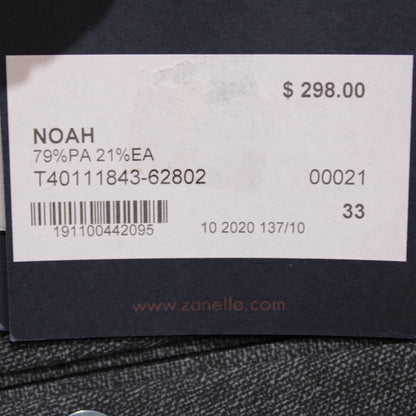 $ 298.00
NOAH
79%PA 21%EA
T40111843-62802 00021
33
191100442095 10 2020 137/10
www.zanella.com